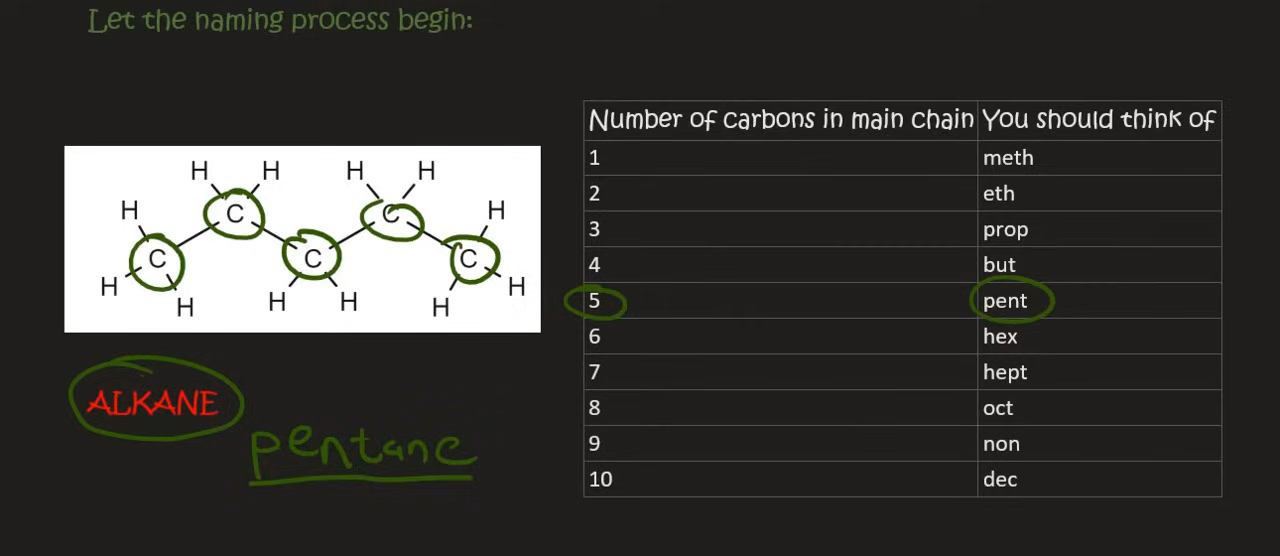 Let the naming process begin:
H H H H
H C C H
C C C
H H H H H H
ALKANE
pentane
Number of carbons in main chain You should think of
1 meth
2 eth
3 prop
4 but
5 pent
6 hex
7 hept
8 oct
9 non
10 dec